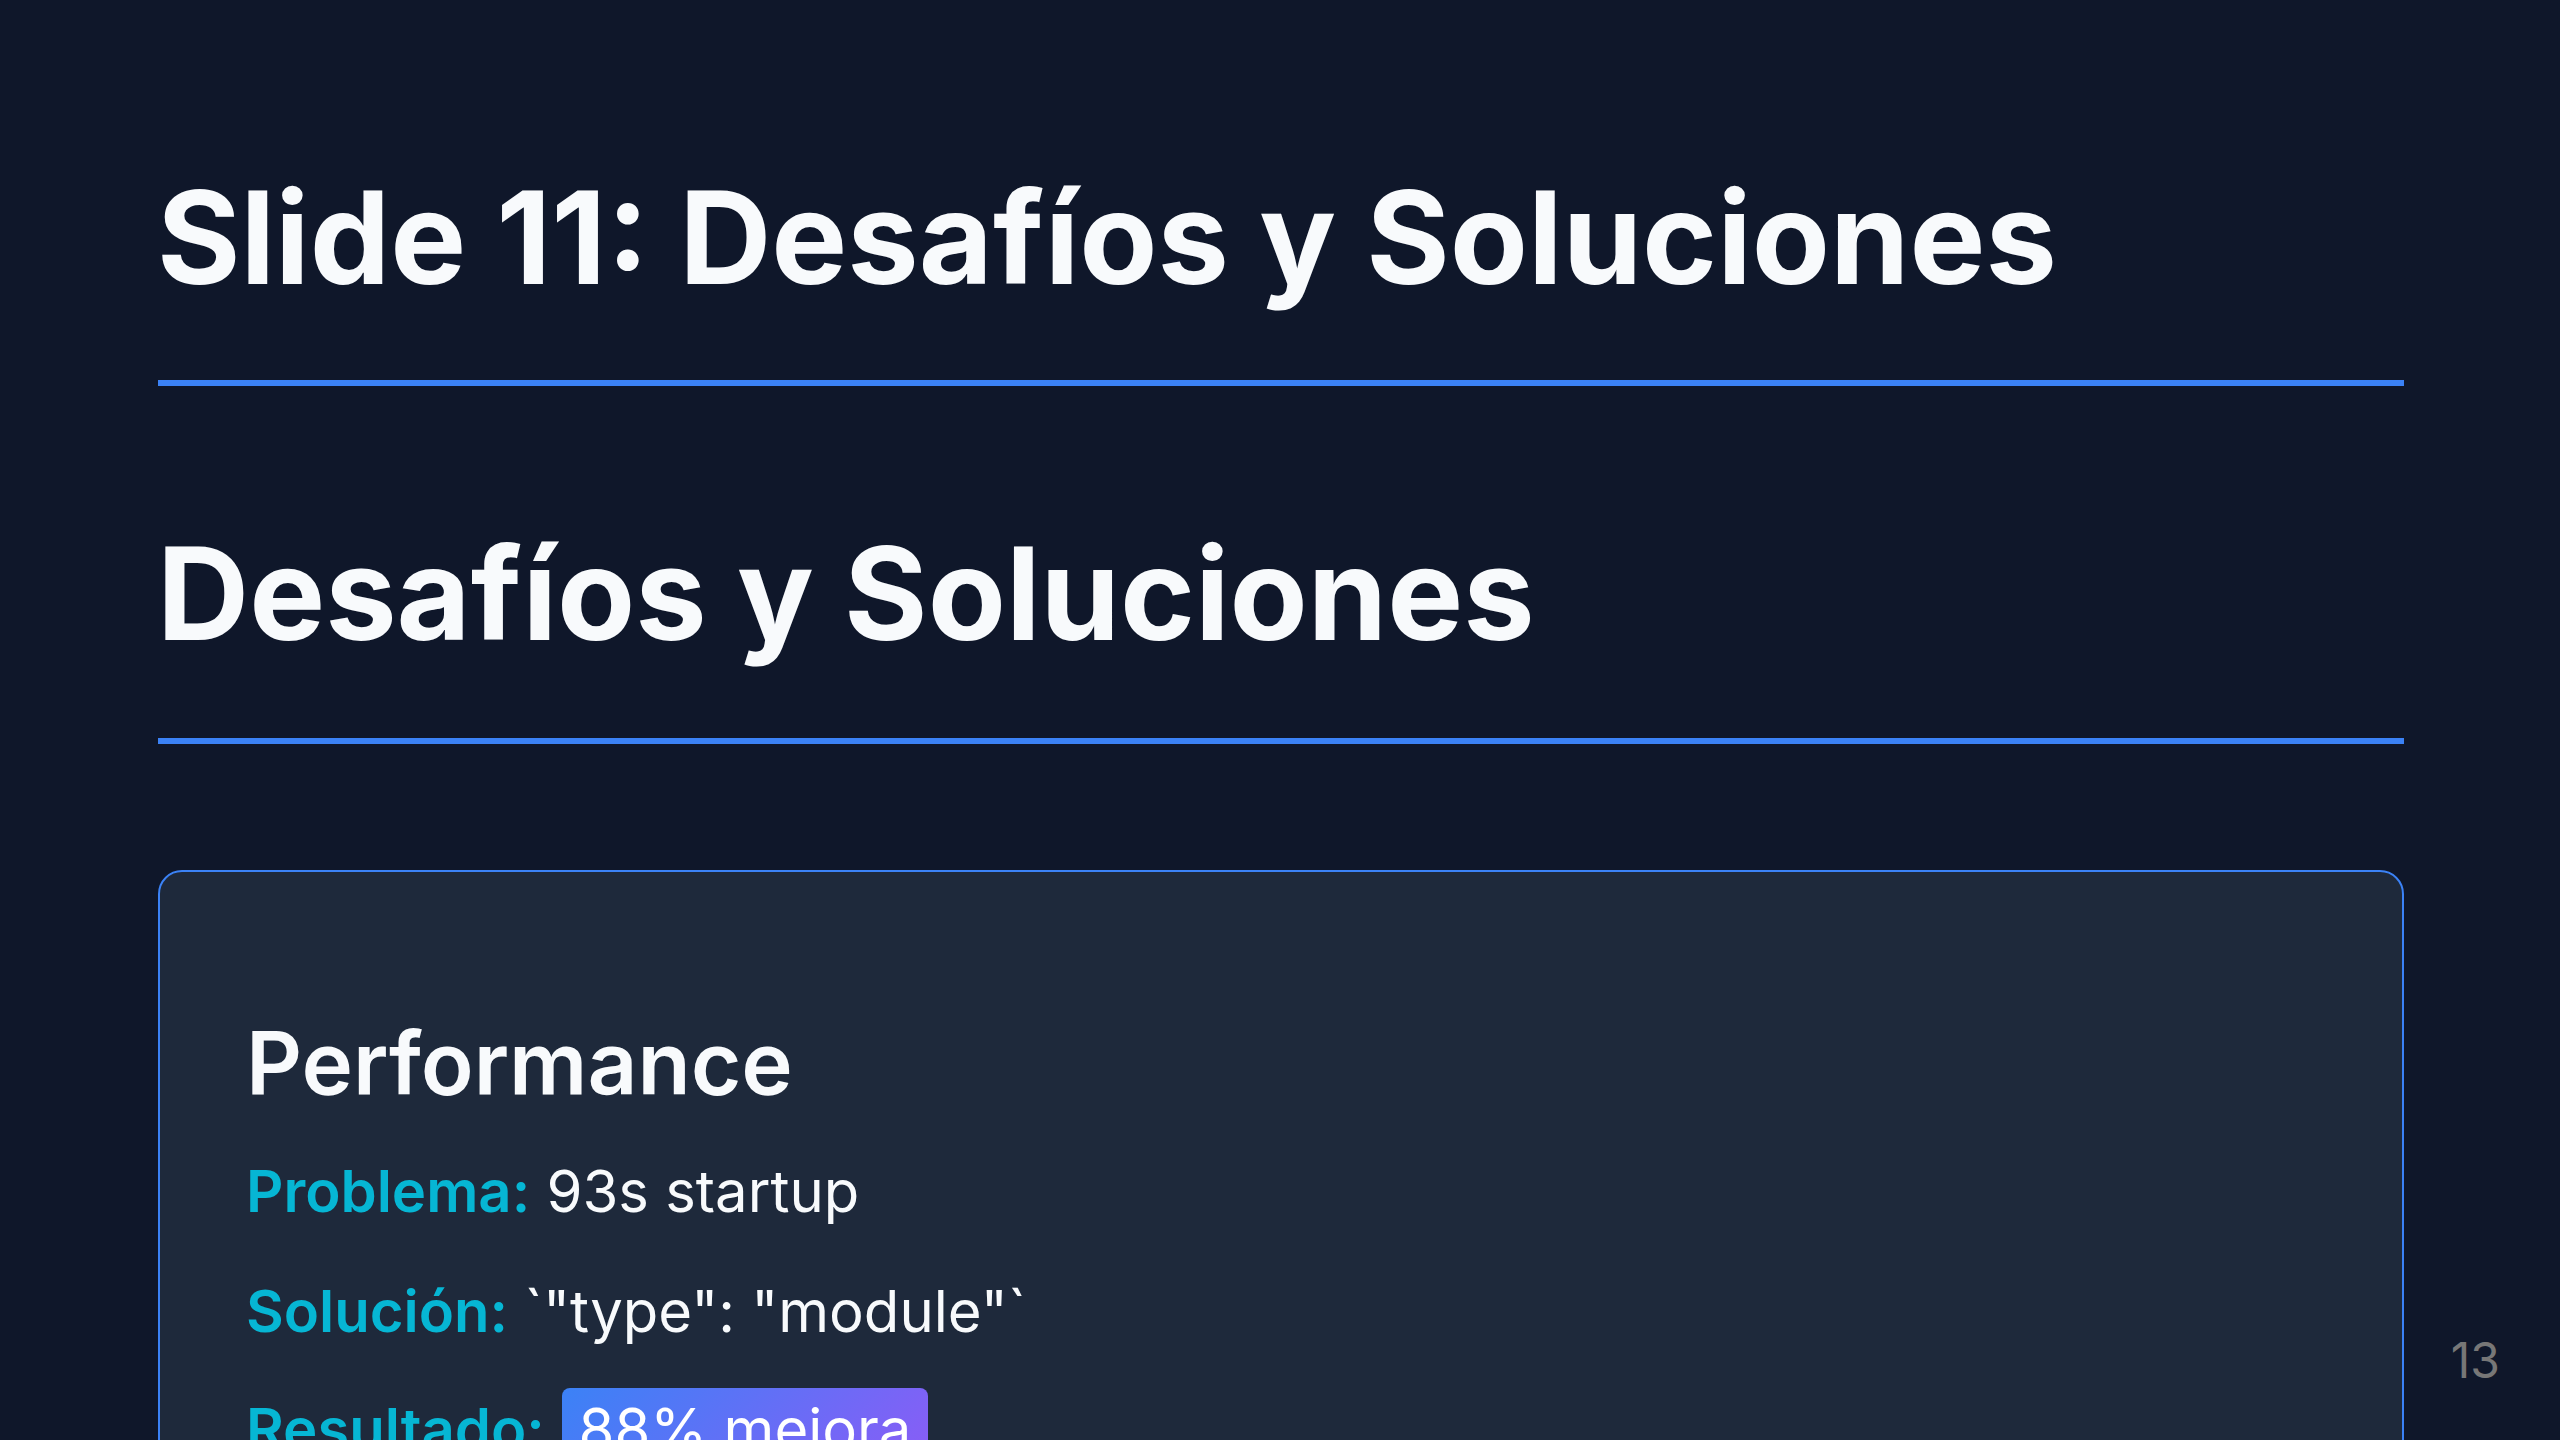 Slide 11: Desafíos y Soluciones
Desafíos y Soluciones
Performance
Problema: 93s startup
Solución: `"type": "module"`
Resultado: 88% mejora
13